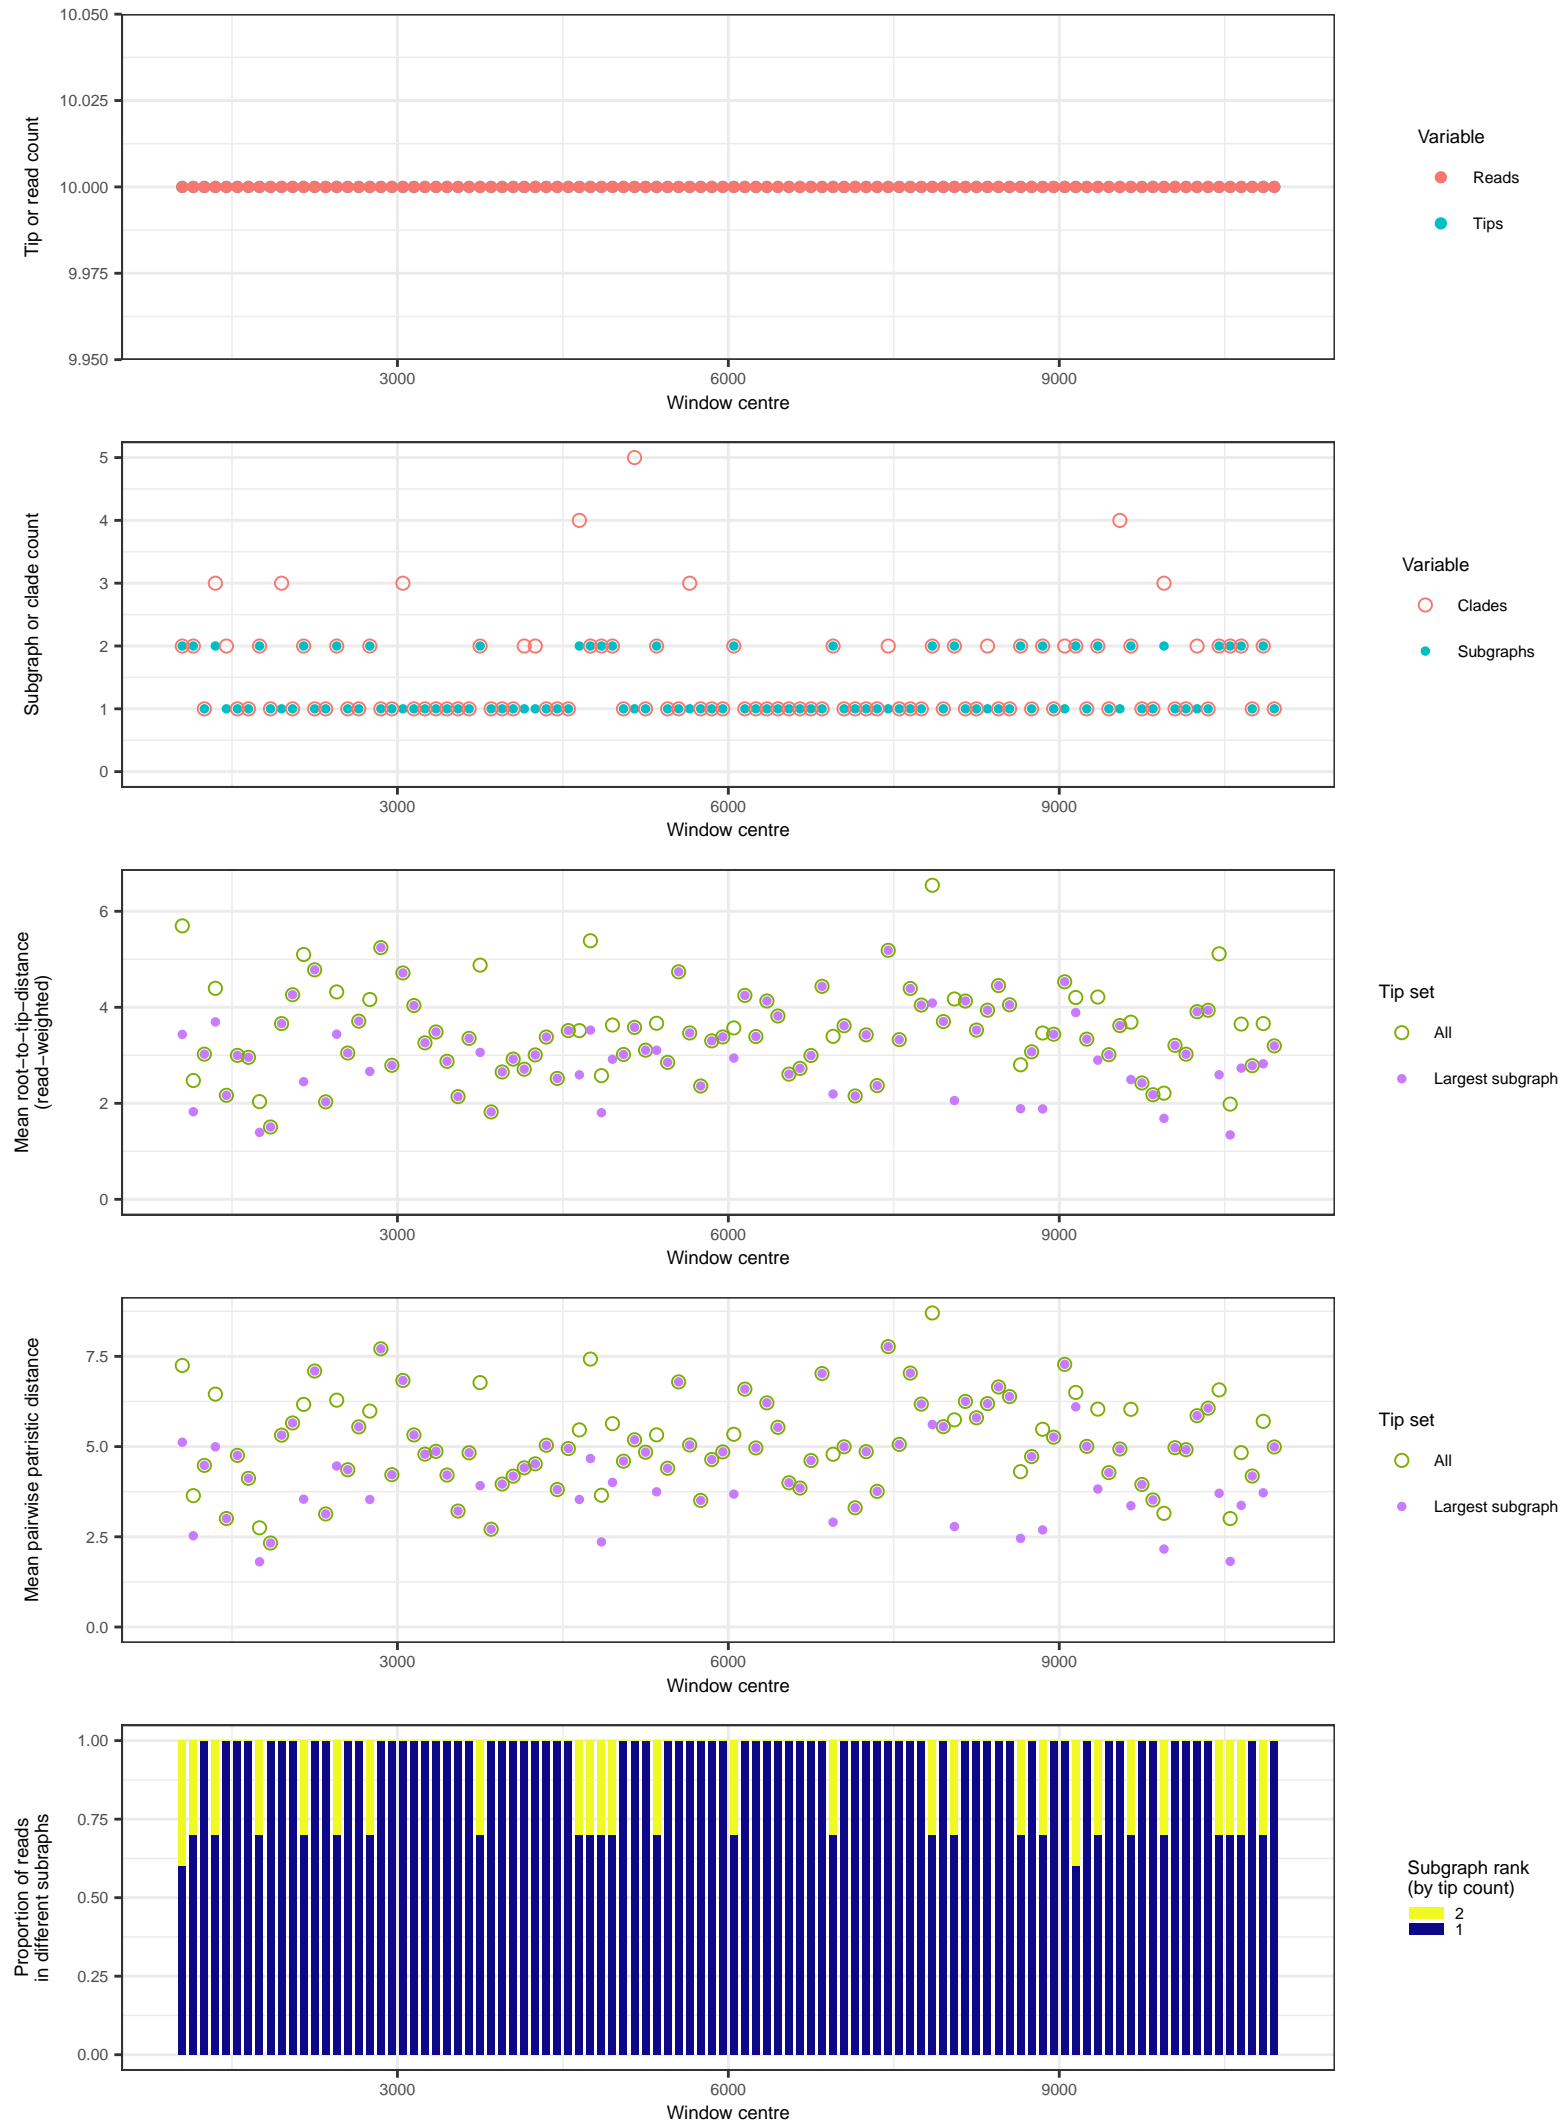 10.050
10.025
10.000
9.975
9.950
Tip or read count
3000 6000 9000
Window centre
Variable
Reads
Tips
5
4
3
2
1
0
Subgraph or clade count
3000 6000 9000
Window centre
Variable
Clades
Subgraphs
6
4
2
0
Mean root−to−tip−distance
(read−weighted)
3000 6000 9000
Window centre
Tip set
All
Largest subgraph
7.5
5.0
2.5
0.0
Mean pairwise patristic distance
3000 6000 9000
Window centre
Tip set
All
Largest subgraph
1.00
0.75
0.50
0.25
0.00
Proportion of reads
in different subraphs
3000 6000 9000
Window centre
Subgraph rank
(by tip count)
2
1